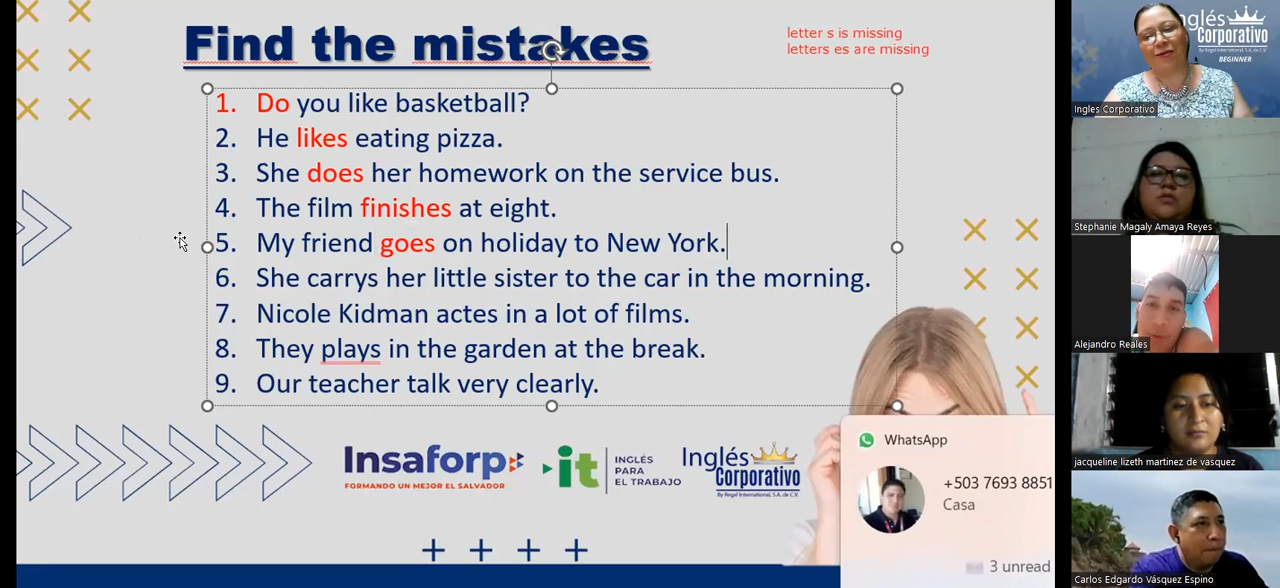 Find the mistakes
letter s is missing
letters es are missing
1. Do you like basketball?
2. He likes eating pizza.
3. She does her homework on the service bus.
4. The film finishes at eight.
5. My friend goes on holiday to New York.
6. She carrys her little sister to the car in the morning.
7. Nicole Kidman actes in a lot of films.
8. They plays in the garden at the break.
9. Our teacher talk very clearly.
Insaforp
FORMANDO UN MEJOR EL SALVADOR
it
INGLÉS
PARA
EL TRABAJO
Inglés
Corporativo
By Regal International, S.A. de C.V.
WhatsApp
+503 7693 8851
Casa
3 unread
Inglés
Corporativo
By Regal International, S.A. de C.V.
BEGINNER
Ingles Corporativo
Stephanie Magaly Amaya Reyes
Alejandro Reales
jacqueline lizeth martinez de vasquez
Carlos Edgardo Vásquez Espino